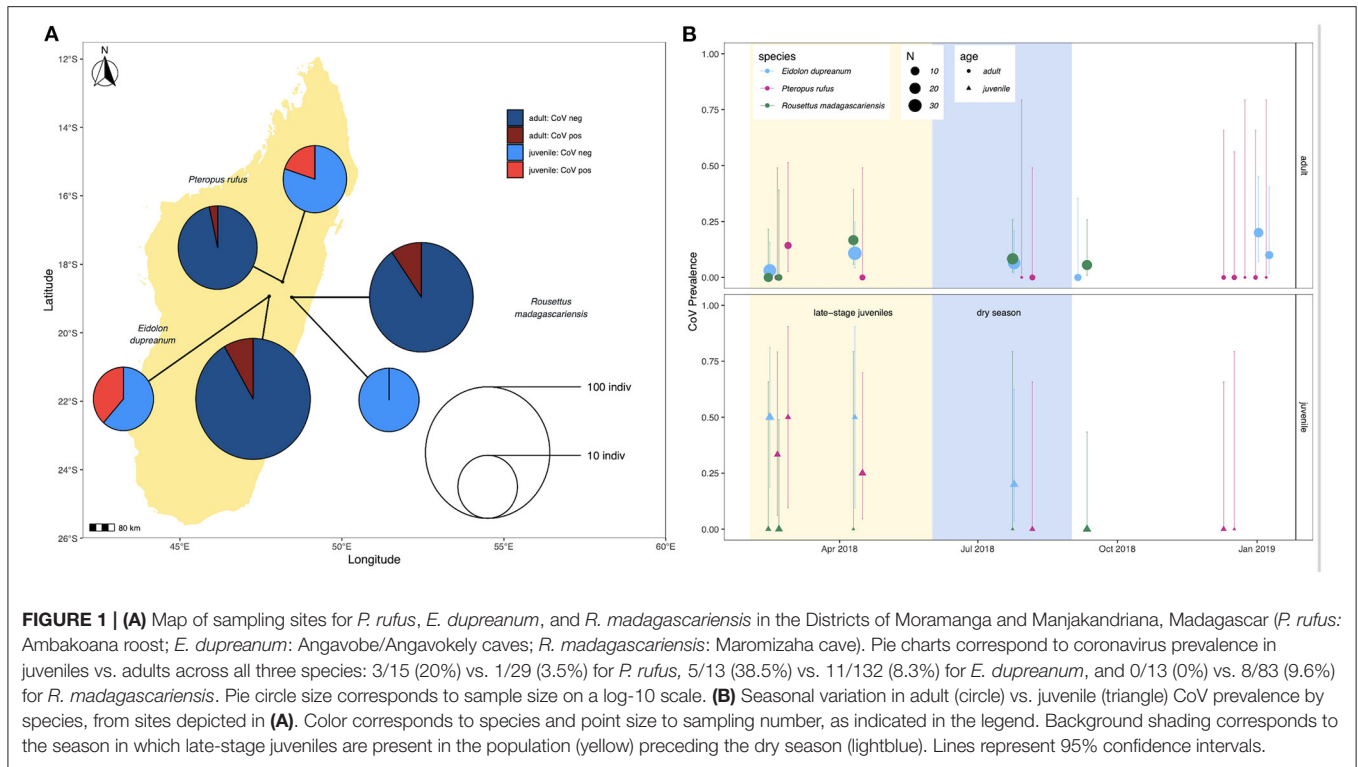 A
B
N
12°S
14°S
16°S
18°S
20°S
22°S
24°S
26°S
Latitude
45°E
50°E
55°E
60°E
Longitude
80 km
adult: CoV neg
adult: CoV pos
juvenile: CoV neg
juvenile: CoV pos
Pteropus rufus
Rousettus
madagascariensis
Eidolon
dupreanum
100 indiv
10 indiv
species
Eidolon dupreanum
Pteropus rufus
Rousettus madagascariensis
N
10
20
30
age
adult
juvenile
1.00
0.75
0.50
0.25
0.00
adult
CoV Prevalence
late−stage juveniles
dry season
1.00
0.75
0.50
0.25
0.00
juvenile
Apr 2018
Jul 2018
Oct 2018
Jan 2019
FIGURE 1 | (A) Map of sampling sites for P. rufus, E. dupreanum, and R. madagascariensis in the Districts of Moramanga and Manjakandriana, Madagascar (P. rufus:
Ambakoana roost; E. dupreanum: Angavobe/Angavokely caves; R. madagascariensis: Maromizaha cave). Pie charts correspond to coronavirus prevalence in
juveniles vs. adults across all three species: 3/15 (20%) vs. 1/29 (3.5%) for P. rufus, 5/13 (38.5%) vs. 11/132 (8.3%) for E. dupreanum, and 0/13 (0%) vs. 8/83 (9.6%)
for R. madagascariensis. Pie circle size corresponds to sample size on a log-10 scale. (B) Seasonal variation in adult (circle) vs. juvenile (triangle) CoV prevalence by
species, from sites depicted in (A). Color corresponds to species and point size to sampling number, as indicated in the legend. Background shading corresponds to
the season in which late-stage juveniles are present in the population (yellow) preceding the dry season (lightblue). Lines represent 95% confidence intervals.